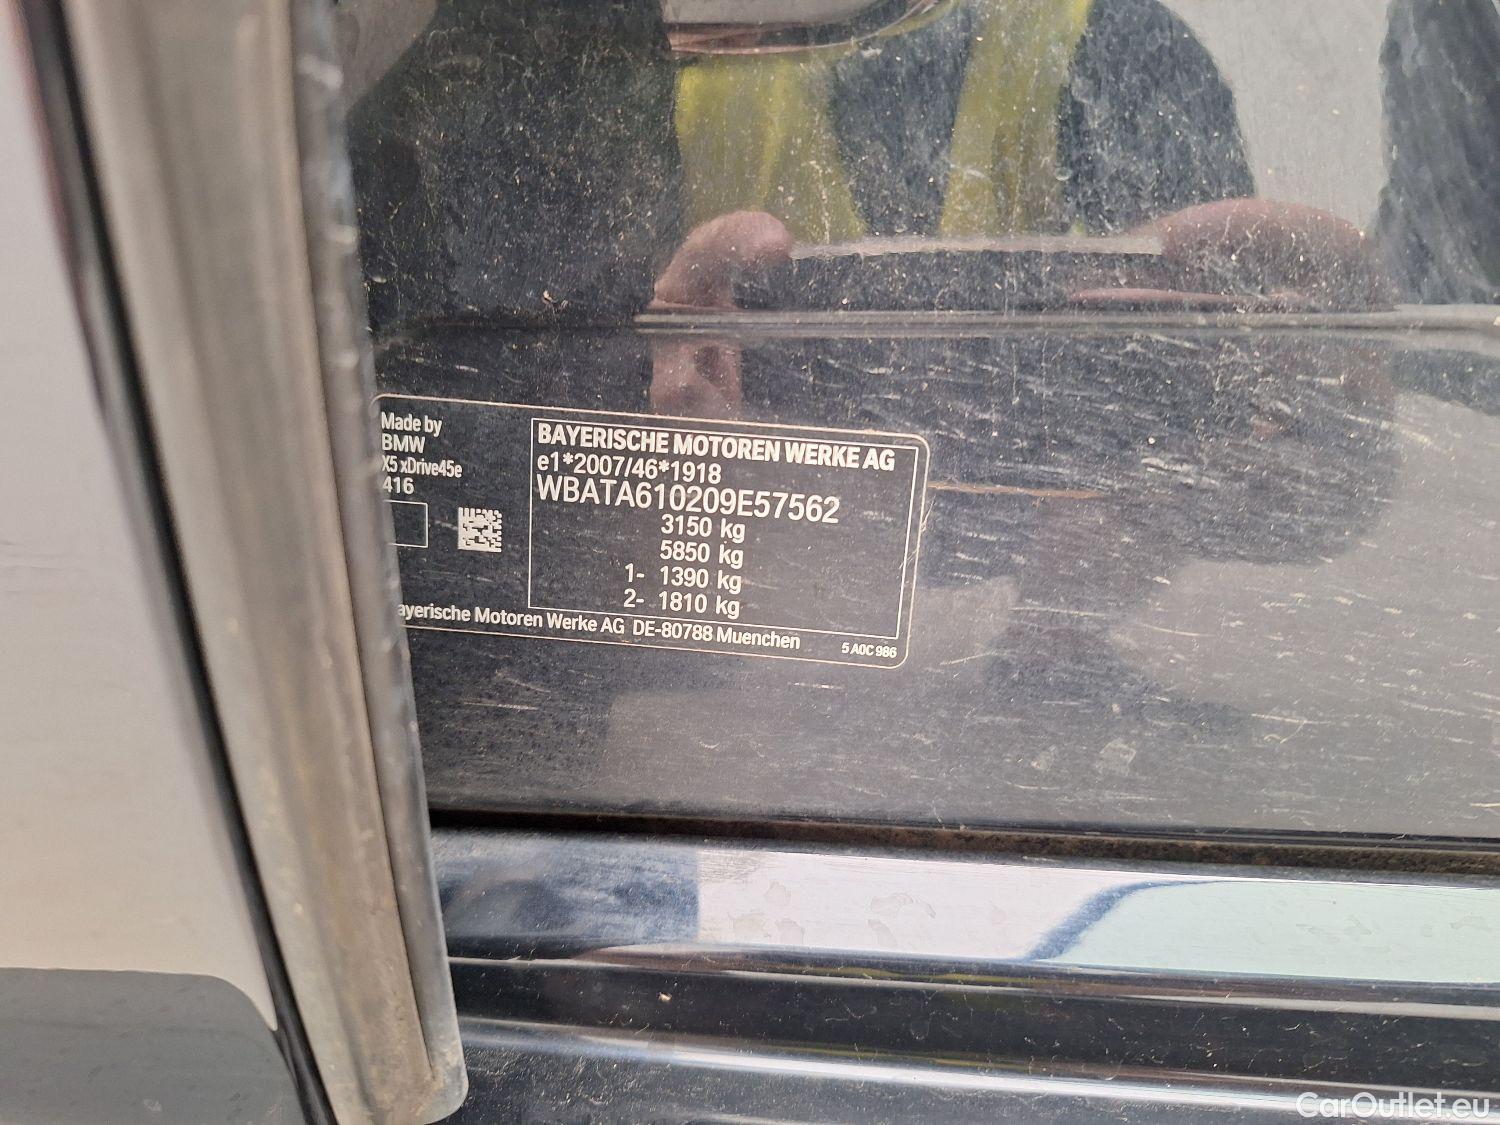 Made by
BMW
X5 xDrive45e
416
BAYERISCHE MOTOREN WERKE AG
e1*2007/46*1918
WBATA610209E57562
3150 kg
5850 kg
1- 1390 kg
2- 1810 kg
ayerische Motoren Werke AG DE-80788 Muenchen
5 A0C 986
CarOutlet.eu